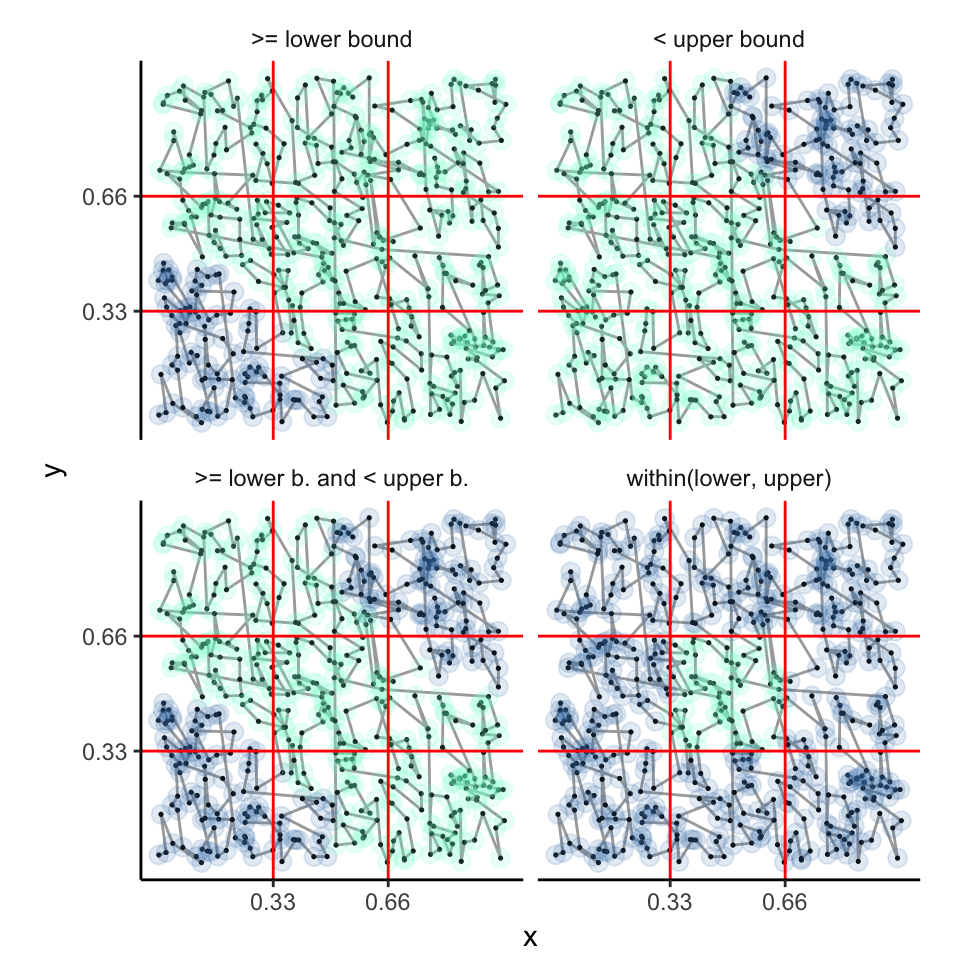 >= lower bound
< upper bound
0.66
0.33
y
>= lower b. and < upper b.
within(lower, upper)
0.66
0.33
0.33
0.66
0.33
0.66
x